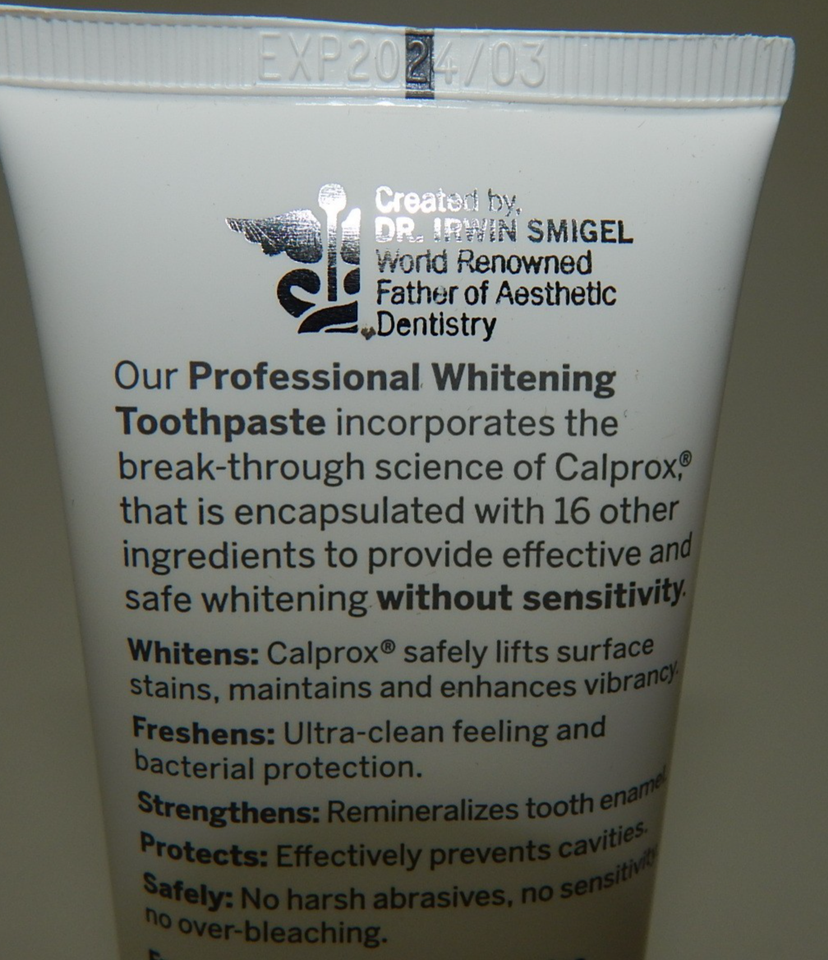 EXP2024/03
Created by,
DR. IRWIN SMIGEL
World Renowned
Father of Aesthetic
Dentistry
Our Professional Whitening
Toothpaste incorporates the
break-through science of Calprox,®
that is encapsulated with 16 other
ingredients to provide effective and
safe whitening without sensitivity.
Whitens: Calprox® safely lifts surface
stains, maintains and enhances vibrancy.
Freshens: Ultra-clean feeling and
bacterial protection.
Strengthens: Remineralizes tooth enamel
Protects: Effectively prevents cavities.
Safely: No harsh abrasives, no sensitivity
no over-bleaching.